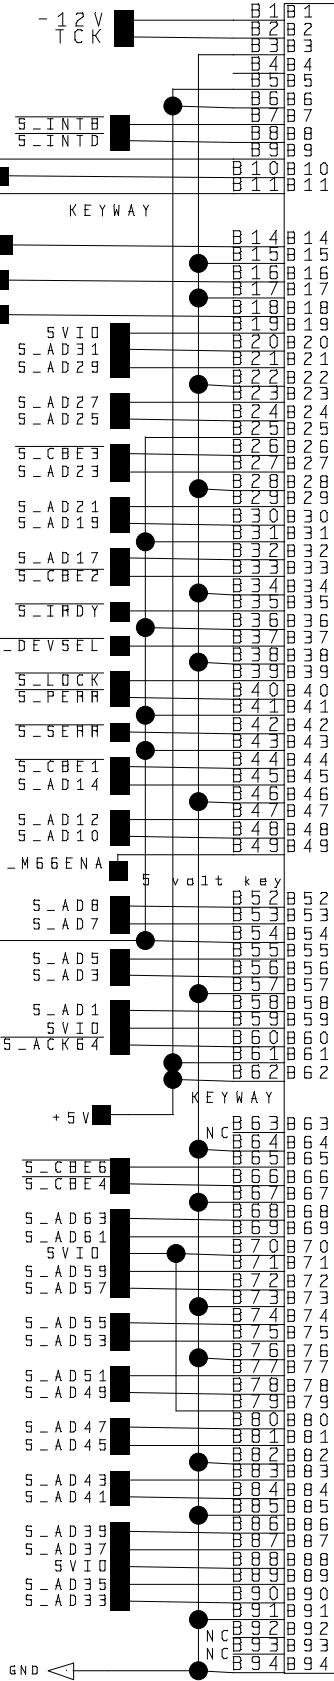 -12V B1 B1
TCK B2 B2
B3 B3
B4 B4
B5 B5
B6 B6
S_INTB B7 B7
S_INTD B8 B8
B9 B9
B10 B10
B11 B11
KEYWAY
B14 B14
B15 B15
B16 B16
B17 B17
B18 B18
5VIO B19 B19
S_AD31 B20 B20
S_AD29 B21 B21
B22 B22
S_AD27 B23 B23
S_AD25 B24 B24
B25 B25
S_CBE3 B26 B26
S_AD23 B27 B27
B28 B28
S_AD21 B29 B29
S_AD19 B30 B30
B31 B31
S_AD17 B32 B32
S_CBE2 B33 B33
B34 B34
S_IRDY B35 B35
B36 B36
_DEVSEL B37 B37
B38 B38
S_LOCK B39 B39
S_PERR B40 B40
B41 B41
S_SERR B42 B42
B43 B43
S_CBE1 B44 B44
S_AD14 B45 B45
B46 B46
S_AD12 B47 B47
S_AD10 B48 B48
B49 B49
_M66ENA
5 volt key
S_AD8 B52 B52
S_AD7 B53 B53
B54 B54
S_AD5 B55 B55
S_AD3 B56 B56
B57 B57
S_AD1 B58 B58
5VIO B59 B59
S_ACK64 B60 B60
B61 B61
B62 B62
KEYWAY
+5V
NC B63 B63
B64 B64
S_CBE6 B65 B65
S_CBE4 B66 B66
B67 B67
S_AD63 B68 B68
S_AD61 B69 B69
5VIO B70 B70
S_AD59 B71 B71
S_AD57 B72 B72
B73 B73
S_AD55 B74 B74
S_AD53 B75 B75
B76 B76
S_AD51 B77 B77
S_AD49 B78 B78
B79 B79
S_AD47 B80 B80
S_AD45 B81 B81
B82 B82
S_AD43 B83 B83
S_AD41 B84 B84
B85 B85
S_AD39 B86 B86
S_AD37 B87 B87
5VIO B88 B88
S_AD35 B89 B89
S_AD33 B90 B90
B91 B91
NC B92 B92
NC B93 B93
GND B94 B94